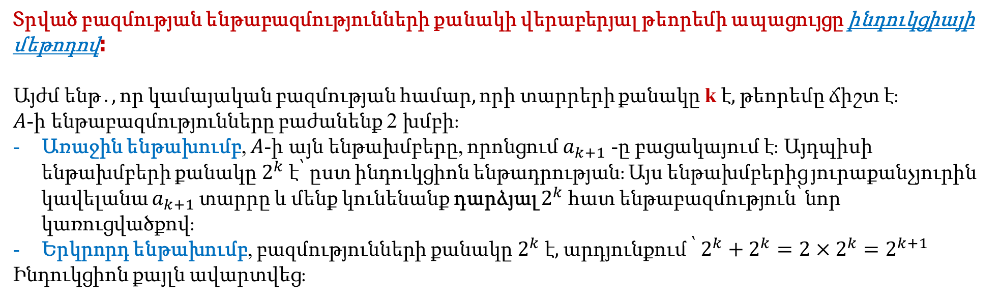 Տրված բազմության ենթաբազմությունների քանակի վերաբերյալ թեորեմի ապացույցը ինդուկցիայի
մեթոդով:
Այժմ ենթ․, որ կամայական բազմության համար, որի տարրերի քանակը k է, թեորեմը ճիշտ է։
A-ի ենթաբազմությունները բաժանենք 2 խմբի։
- Առաջին ենթախումբ, A-ի այն ենթախմբերը, որոնցում a_{k+1} -ը բացակայում է։ Այդպիսի
ենթախմբերի քանակը 2^k է՝ ըստ ինդուկցիոն ենթադրության։ Այս ենթախմբերից յուրաքանչյուրին
կավելանա a_{k+1} տարրը և մենք կունենանք դարձյալ 2^k հատ ենթաբազմություն՝ նոր
կառուցվածքով։
- Երկրորդ ենթախումբ, բազմությունների քանակը 2^k է, արդյունքում՝ 2^k + 2^k = 2 × 2^k = 2^{k+1}
Ինդուկցիոն քայլն ավարտվեց։